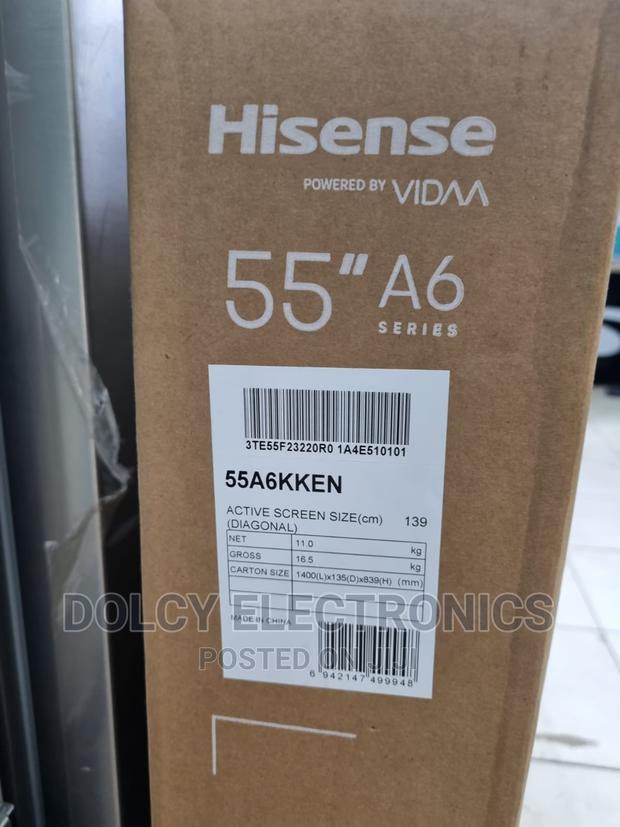 Hisense
POWERED BY VIDAA
55" A6
SERIES
3TE55F23220R0 1A4E510101
55A6KKEN
ACTIVE SCREEN SIZE(cm) 139
(DIAGONAL)
NET 11.0 kg
GROSS 16.5 kg
CARTON SIZE 1400(L)x135(D)x839(H) (mm)
DOLCY ELECTRONICS
MADE IN CHINA
POSTED ON JIJI
6 942147 499948